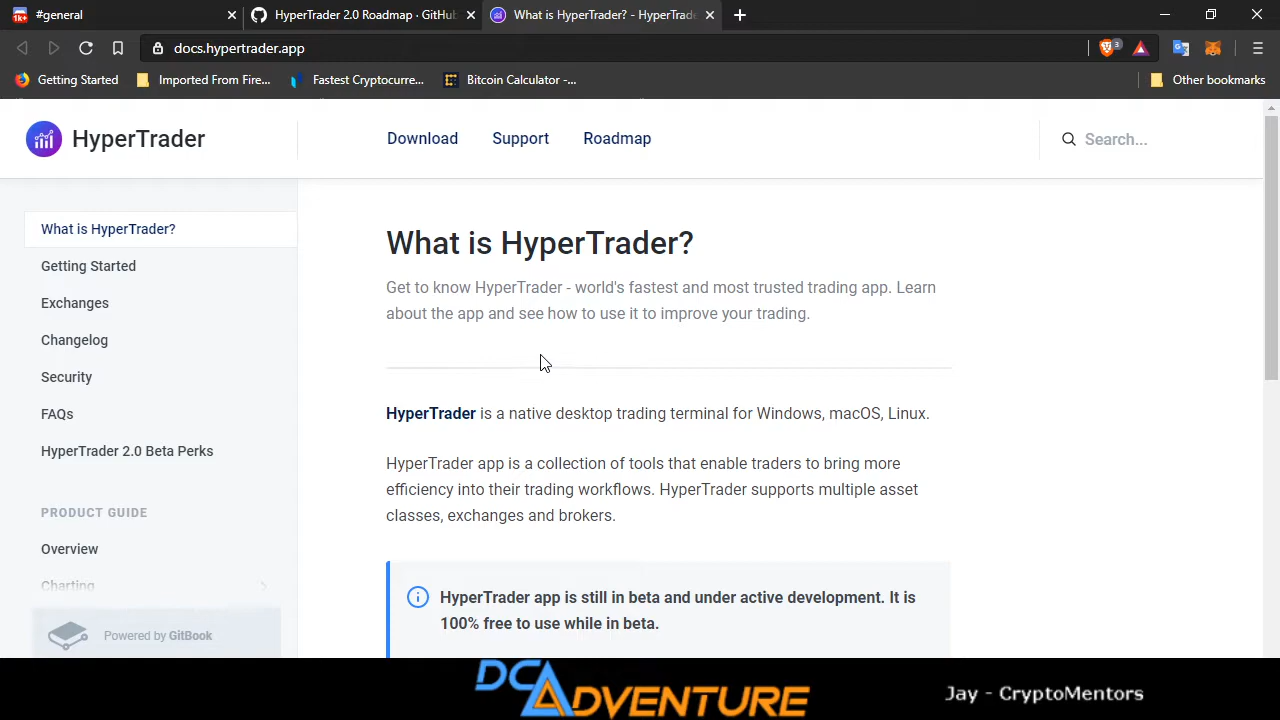 1k+ #general
HyperTrader 2.0 Roadmap · GitHub
What is HyperTrader? - HyperTrade
docs.hypertrader.app
3
Getting Started
Imported From Fire...
Fastest Cryptocurre...
Bitcoin Calculator -...
Other bookmarks
HyperTrader
Download
Support
Roadmap
Search...
What is HyperTrader?
Getting Started
Exchanges
Changelog
Security
FAQs
HyperTrader 2.0 Beta Perks
PRODUCT GUIDE
Overview
Charting
Powered by GitBook
What is HyperTrader?
Get to know HyperTrader - world's fastest and most trusted trading app. Learn
about the app and see how to use it to improve your trading.
HyperTrader is a native desktop trading terminal for Windows, macOS, Linux.
HyperTrader app is a collection of tools that enable traders to bring more
efficiency into their trading workflows. HyperTrader supports multiple asset
classes, exchanges and brokers.
HyperTrader app is still in beta and under active development. It is
100% free to use while in beta.
DCADVENTURE
Jay - CryptoMentors